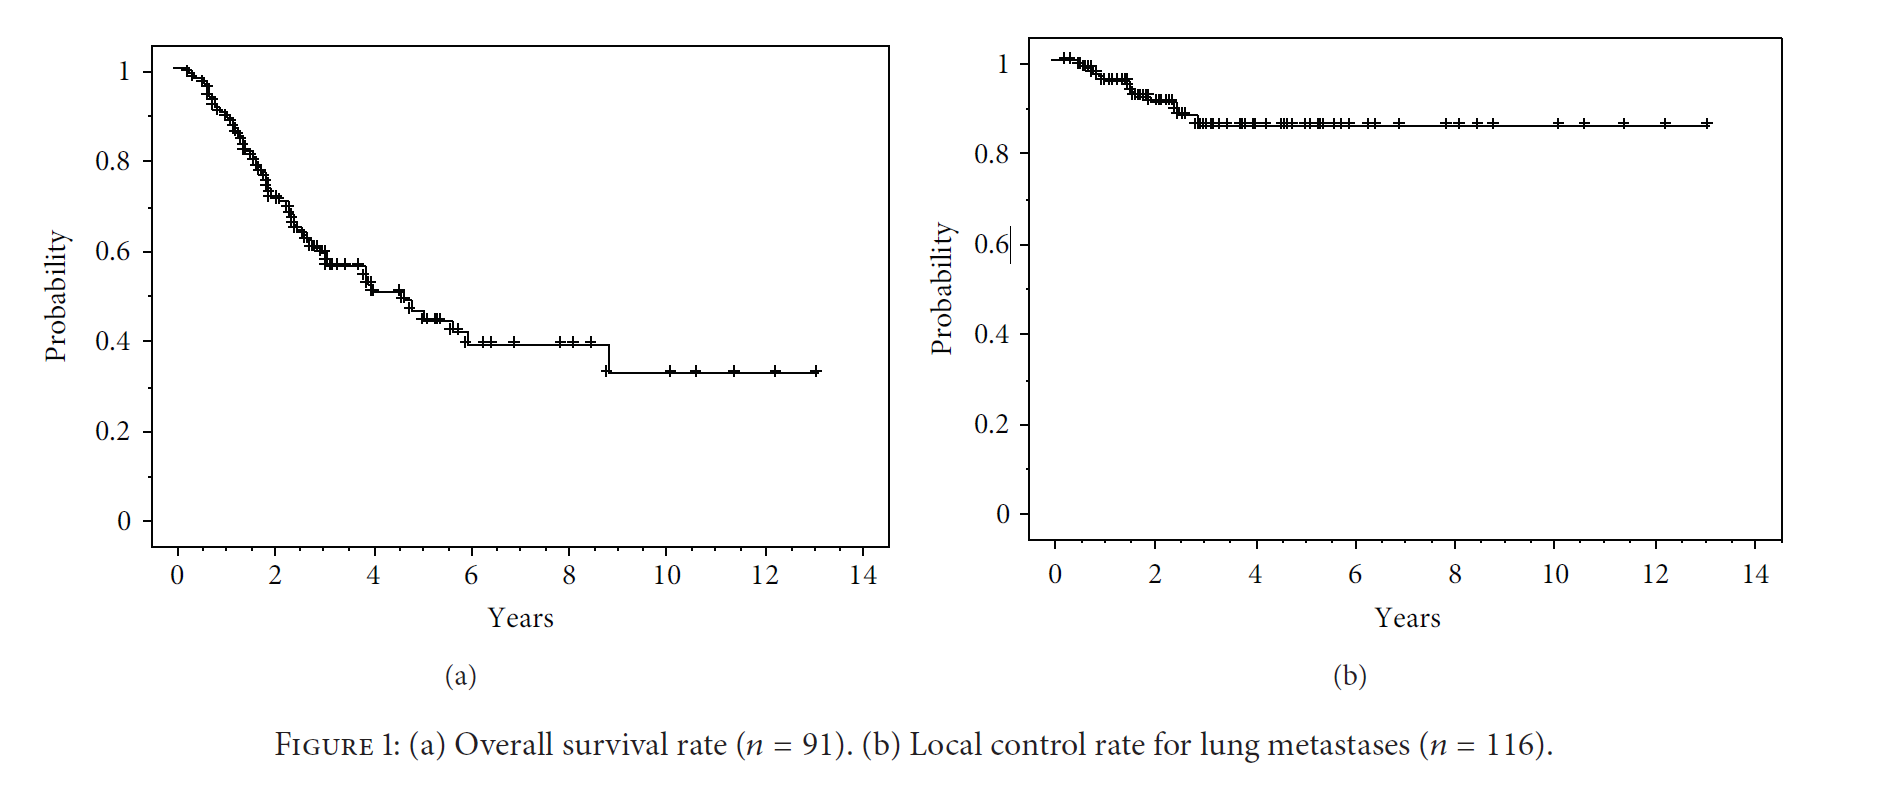 1
0.8
0.6
0.4
0.2
0
Probability
0 2 4 6 8 10 12 14
Years
(a)
1
0.8
0.6
0.4
0.2
0
Probability
0 2 4 6 8 10 12 14
Years
(b)
Figure 1: (a) Overall survival rate (n = 91). (b) Local control rate for lung metastases (n = 116).